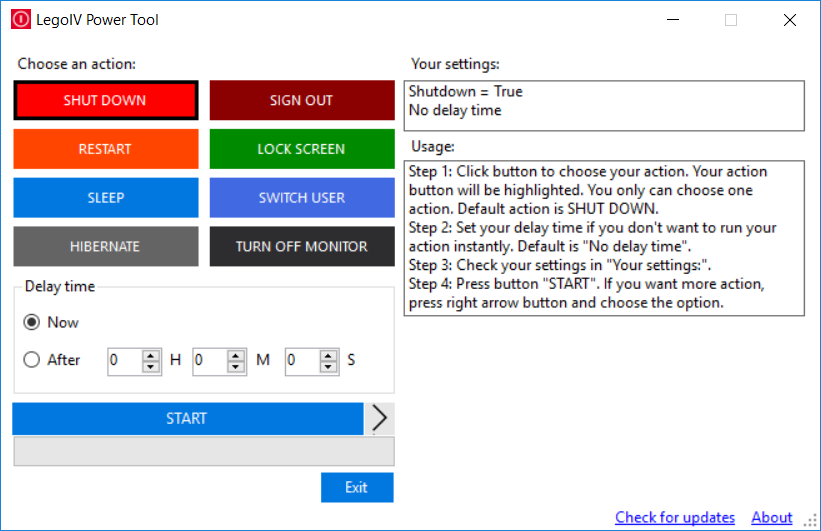 LegoIV Power Tool
Choose an action:
SHUT DOWN
SIGN OUT
RESTART
LOCK SCREEN
SLEEP
SWITCH USER
HIBERNATE
TURN OFF MONITOR
Delay time
Now
After 0 H 0 M 0 S
START
Exit
Your settings:
Shutdown = True
No delay time
Usage:
Step 1: Click button to choose your action. Your action
button will be highlighted. You only can choose one
action. Default action is SHUT DOWN.
Step 2: Set your delay time if you don't want to run your
action instantly. Default is "No delay time".
Step 3: Check your settings in "Your settings:".
Step 4: Press button "START". If you want more action,
press right arrow button and choose the option.
Check for updates
About